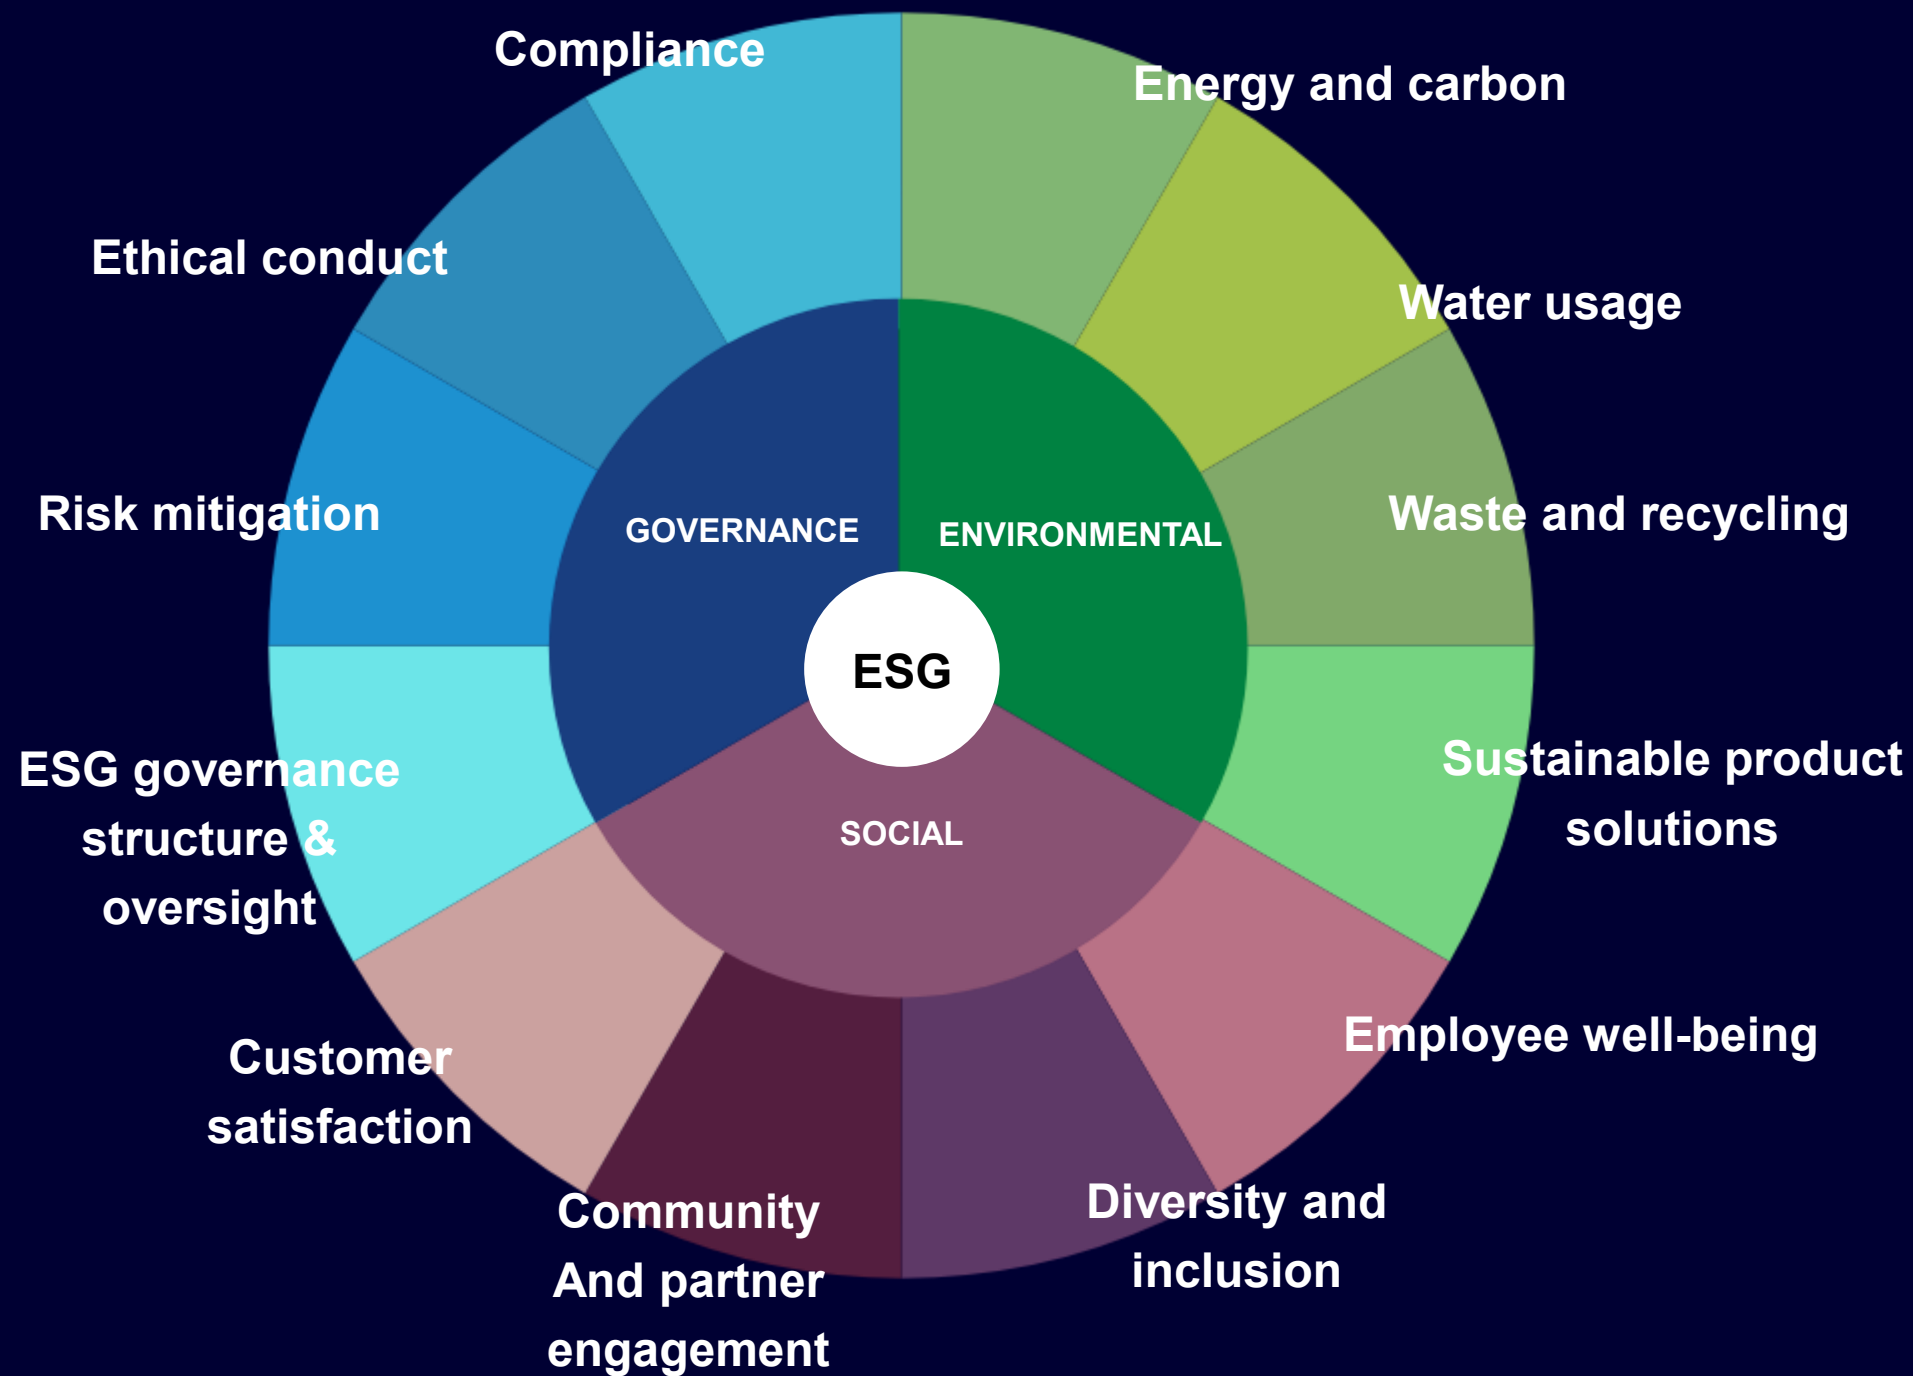 Compliance
Energy and carbon
Ethical conduct
Water usage
Risk mitigation
Waste and recycling
GOVERNANCE
ENVIRONMENTAL
ESG
SOCIAL
ESG governance
structure &
oversight
Sustainable product
solutions
Employee well-being
Customer
satisfaction
Community
And partner
engagement
Diversity and
inclusion